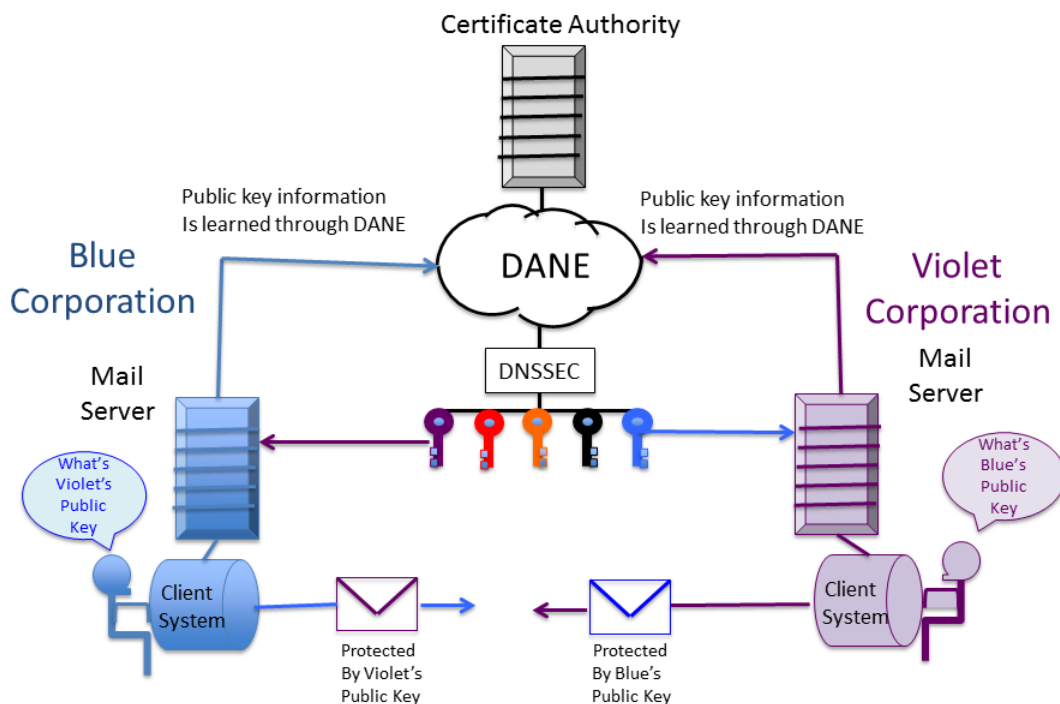 Certificate Authority
Public key information
Is learned through DANE
Public key information
Is learned through DANE
Blue
Corporation
DANE
Violet
Corporation
DNSSEC
Mail
Server
Mail
Server
What's
Violet's
Public
Key
What's
Blue's
Public
Key
Client
System
Client
System
Protected
By Violet's
Public Key
Protected
By Blue's
Public Key